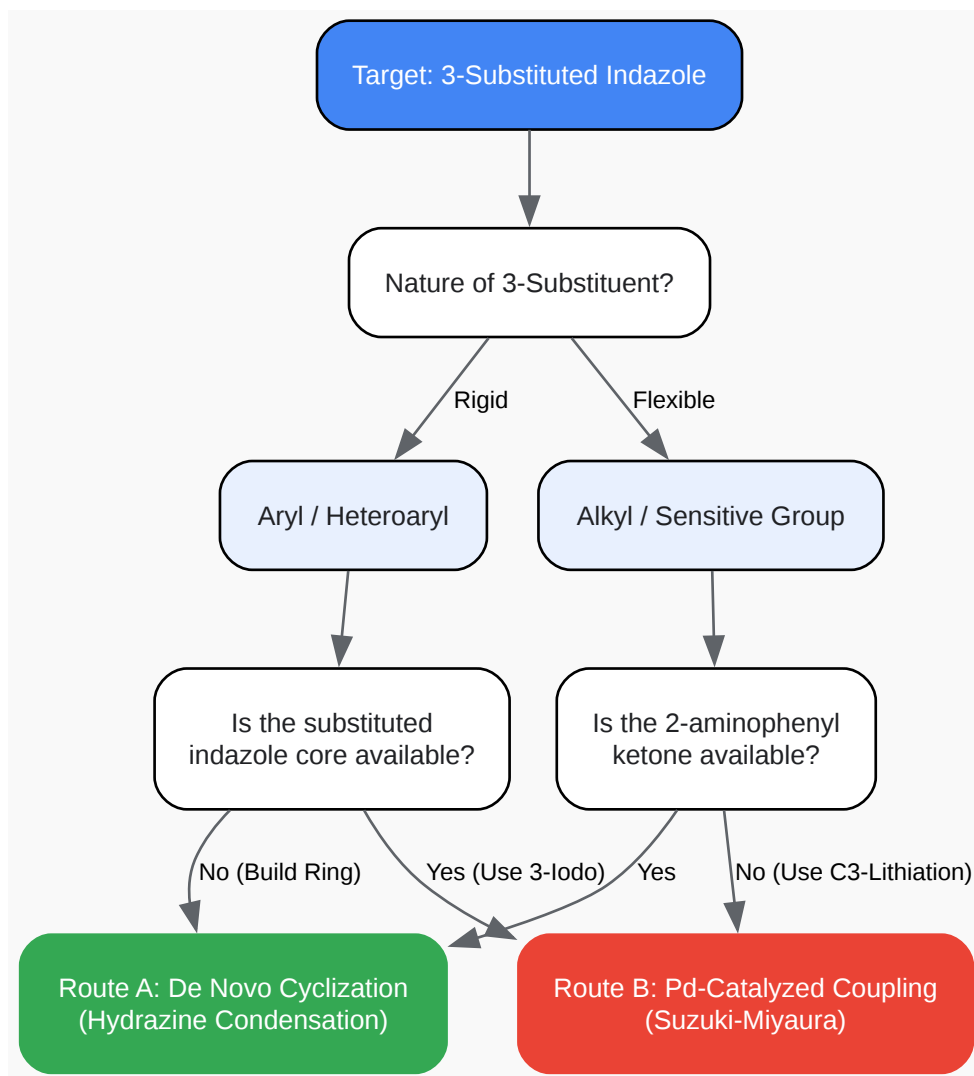 Target: 3-Substituted Indazole
Nature of 3-Substituent?
Rigid
Flexible
Aryl / Heteroaryl
Alkyl / Sensitive Group
Is the substituted
indazole core available?
Is the 2-aminophenyl
ketone available?
No (Build Ring)
Yes (Use 3-Iodo)
Yes
No (Use C3-Lithiation)
Route A: De Novo Cyclization
(Hydrazine Condensation)
Route B: Pd-Catalyzed Coupling
(Suzuki-Miyaura)